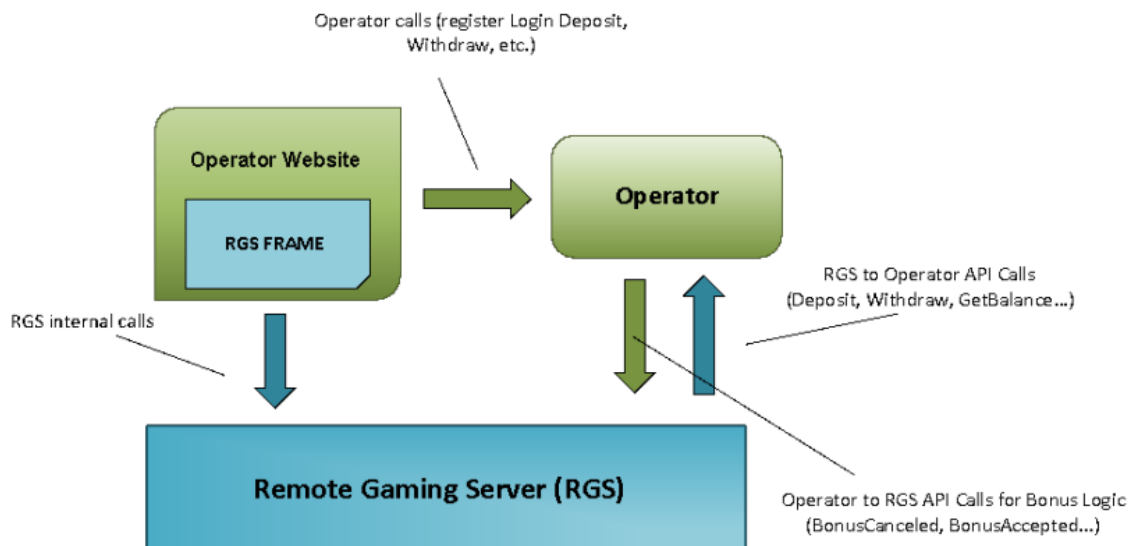 Operator calls (register Login Deposit,
Withdraw, etc.)
Operator Website
RGS FRAME
Operator
RGS to Operator API Calls
(Deposit, Withdraw, GetBalance...)
RGS internal calls
Remote Gaming Server (RGS)
Operator to RGS API Calls for Bonus Logic
(BonusCanceled, BonusAccepted...)